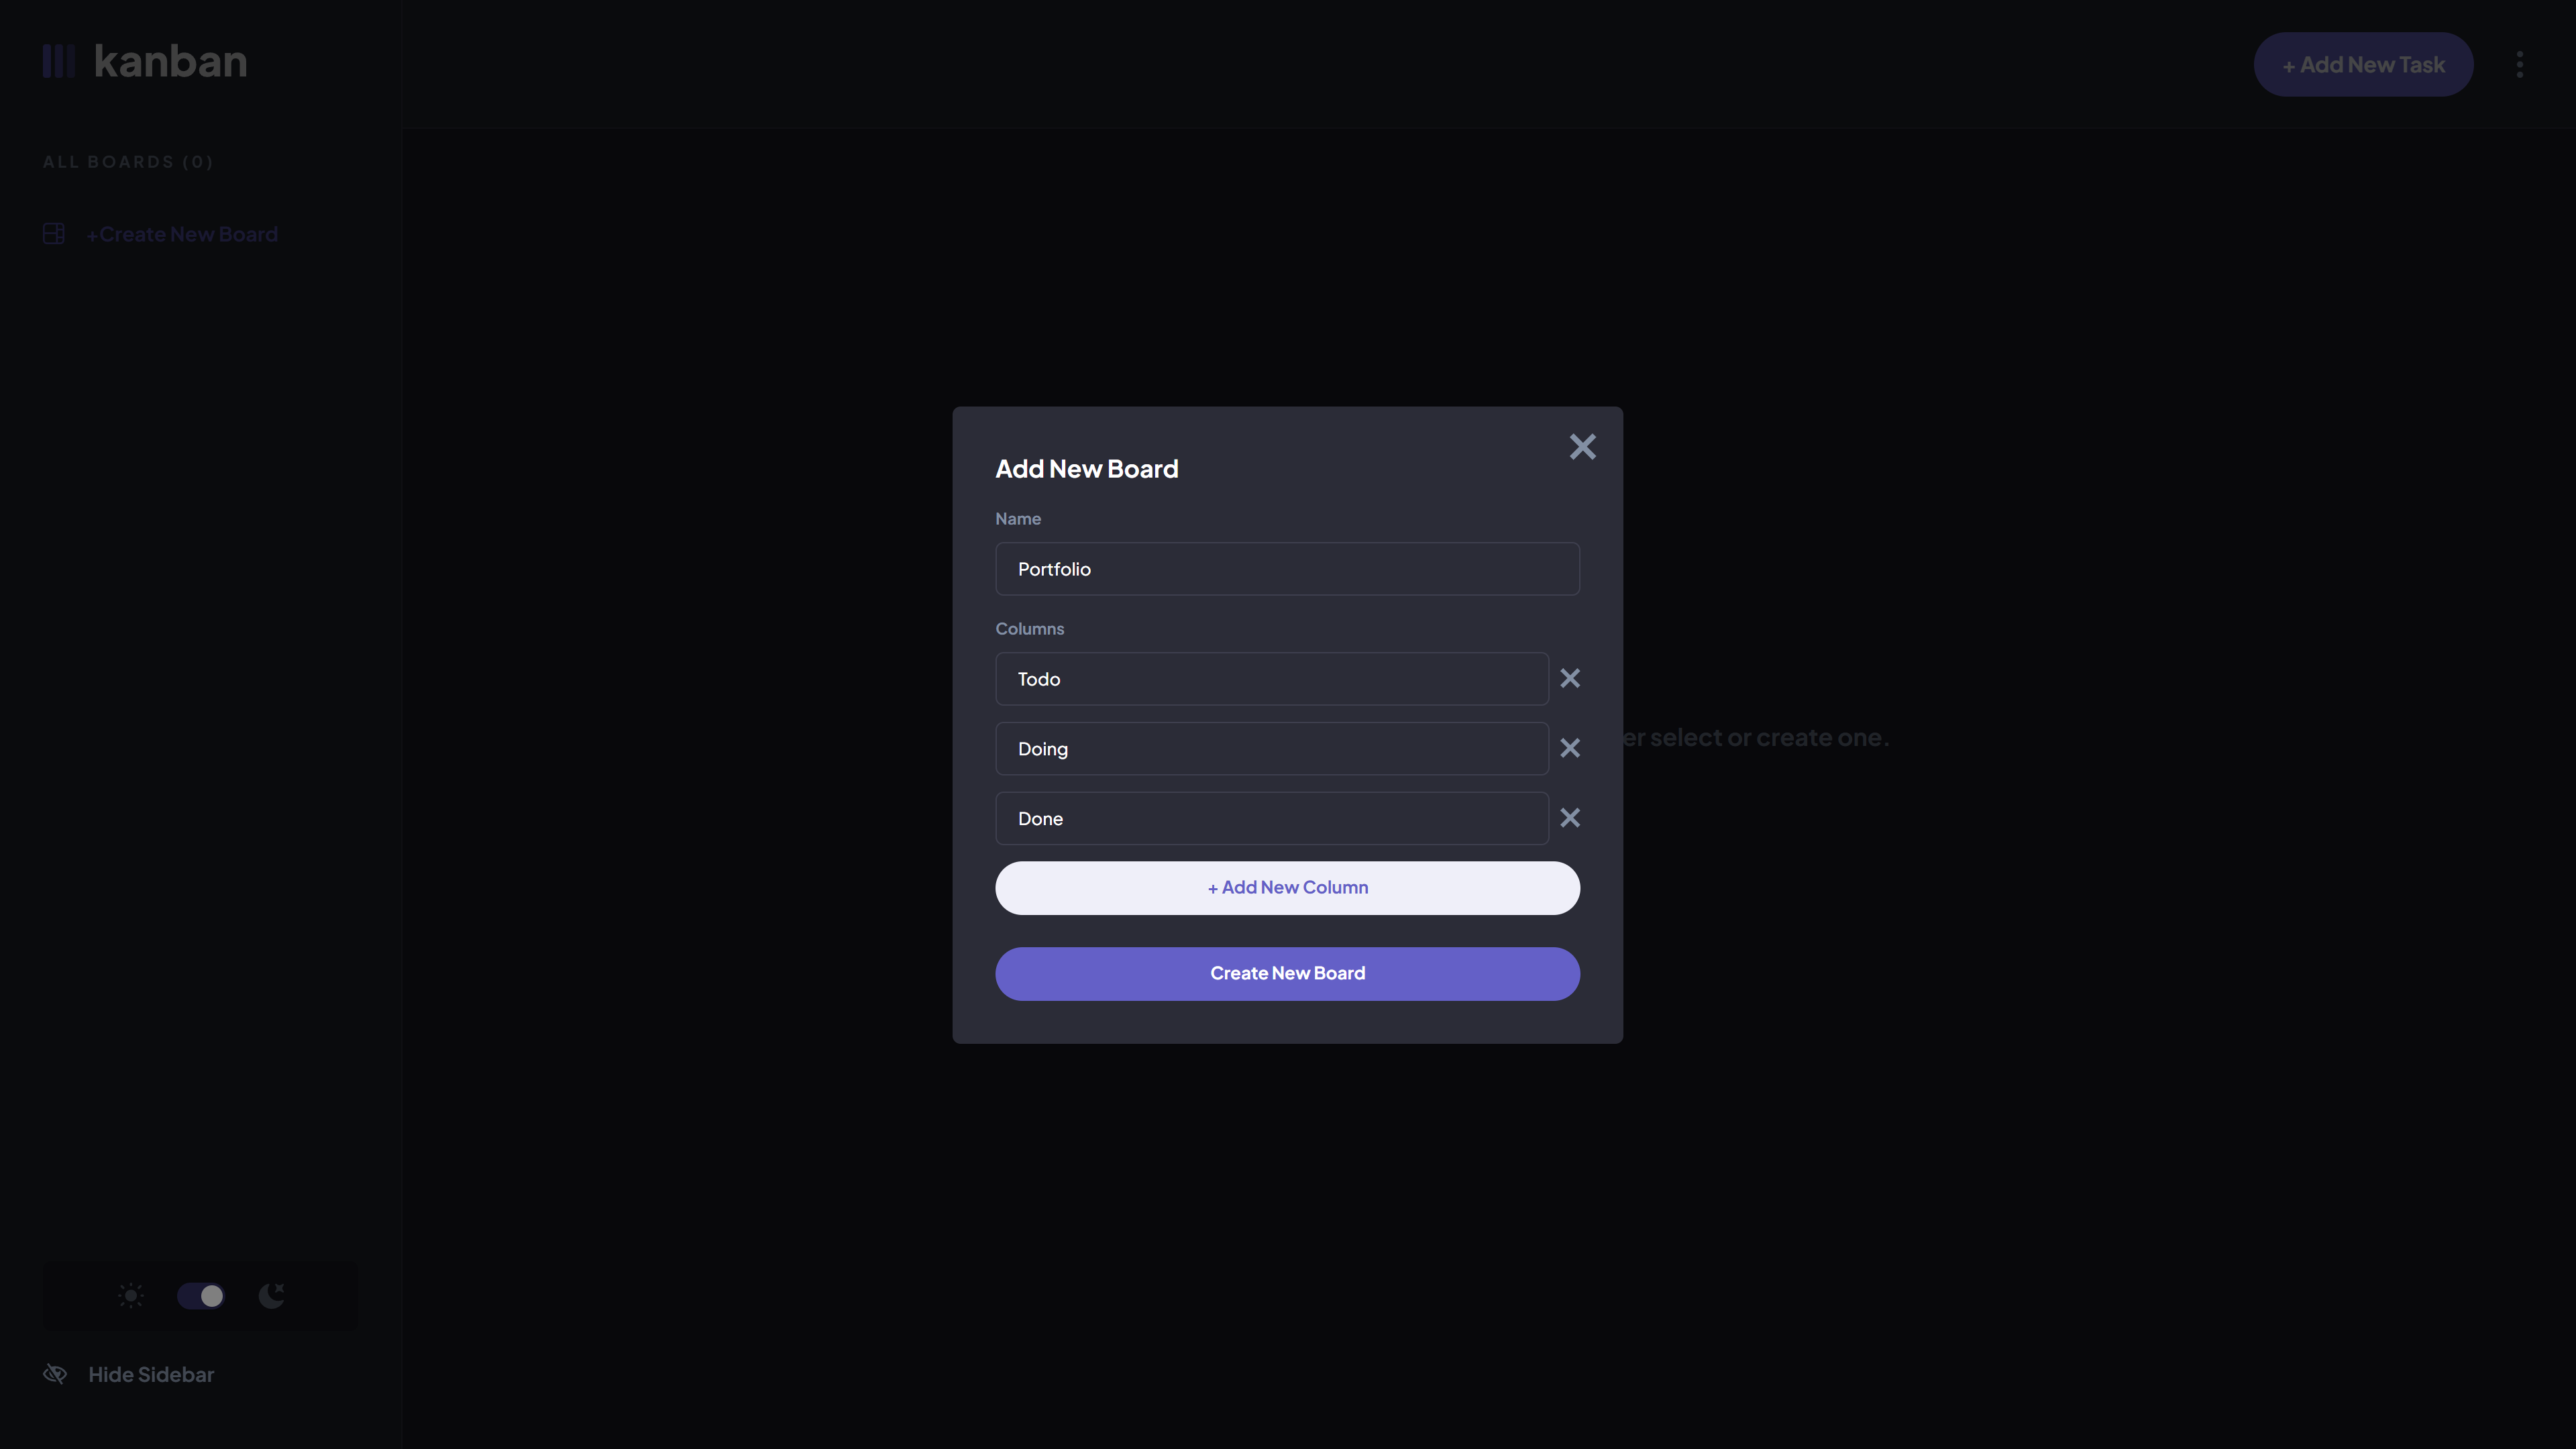 kanban
+ Add New Task
ALL BOARDS (0)
+Create New Board
Add New Board
Name
Portfolio
Columns
Todo
select or create one.
Doing
Done
+ Add New Column
Create New Board
Hide Sidebar